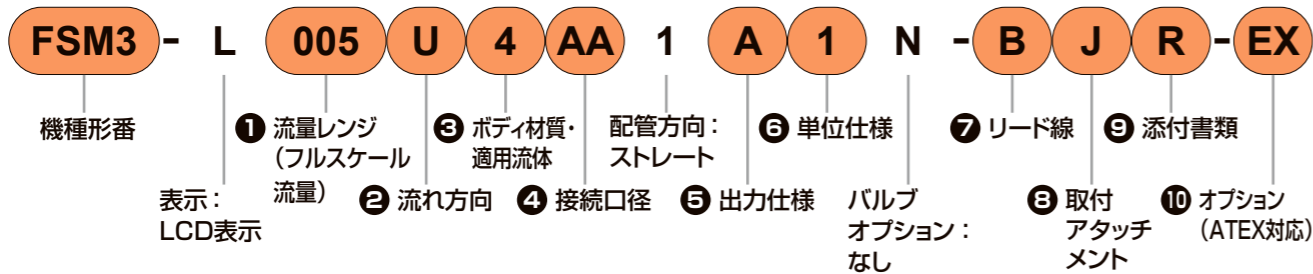 FSM3 - L 005 U 4 AA 1 A 1 N - B J R - EX
機種形番
表示：
LCD表示
❶ 流量レンジ
（フルスケール
流量）
❷ 流れ方向
❸ ボディ材質・
適用流体
❹ 接続口径
配管方向：
ストレート
❺ 出力仕様
❻ 単位仕様
バルブ
オプション：
なし
❼ リード線
❽ 取付
アタッチ
メント
❾ 添付書類
❿ オプション
（ATEX対応）